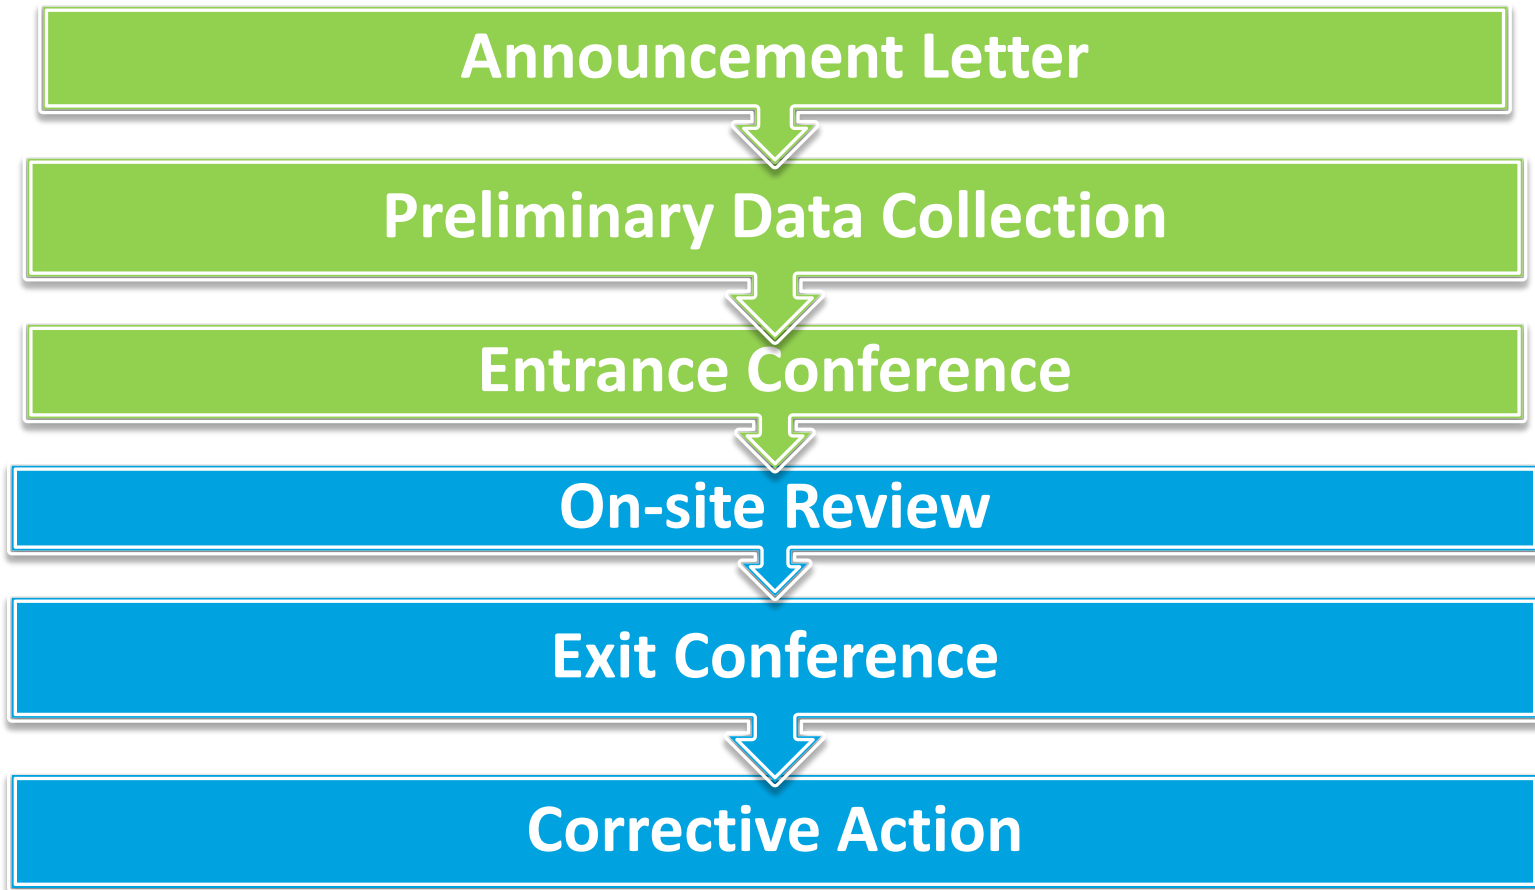 Announcement Letter
Preliminary Data Collection
Entrance Conference
On-site Review
Exit Conference
Corrective Action